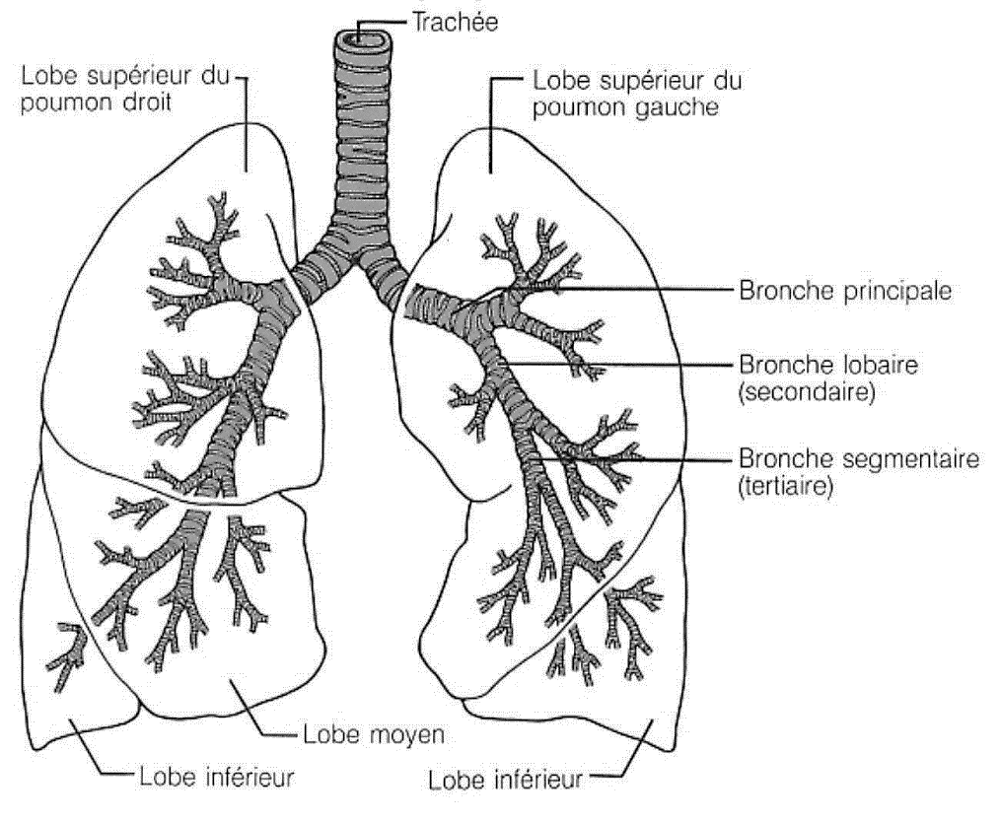 Trachée
Lobe supérieur du
poumon droit
Lobe supérieur du
poumon gauche
Bronche principale
Bronche lobaire
(secondaire)
Bronche segmentaire
(tertiaire)
Lobe moyen
Lobe inférieur
Lobe inférieur